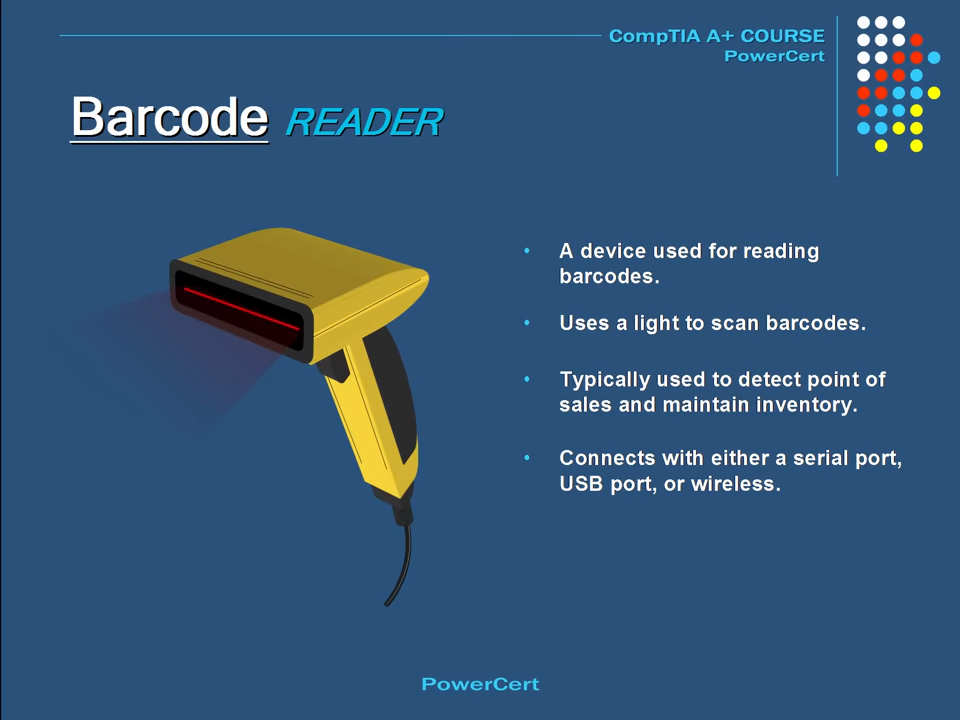 CompTIA A+ COURSE
PowerCert
Barcode READER
• A device used for reading
barcodes.
• Uses a light to scan barcodes.
• Typically used to detect point of
sales and maintain inventory.
• Connects with either a serial port,
USB port, or wireless.
PowerCert